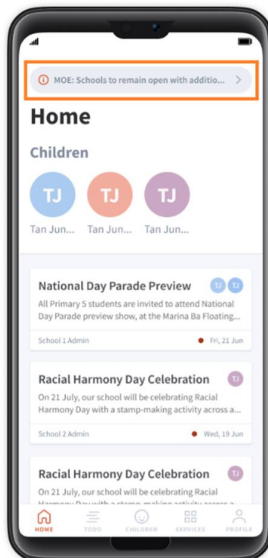 MOE: Schools to remain open with additio...
Home
Children
TJ TJ TJ
Tan Jun... Tan Jun... Tan Jun...
National Day Parade Preview TJ TJ
All Primary 5 students are invited to attend National
Day Parade preview show, at the Marina Ba Floating...
School 1 Admin Fri, 21 Jun
Racial Harmony Day Celebration TJ
On 21 July, our school will be celebrating Racial
Harmony Day with a stamp-making activity across a...
School 2 Admin Wed, 19 Jun
Racial Harmony Day Celebration TJ
On 21 July, our school will be celebrating Racial
Harmony Day with a stamp-making activity across a...
HOME TODO CHILDREN SERVICES PROFILE